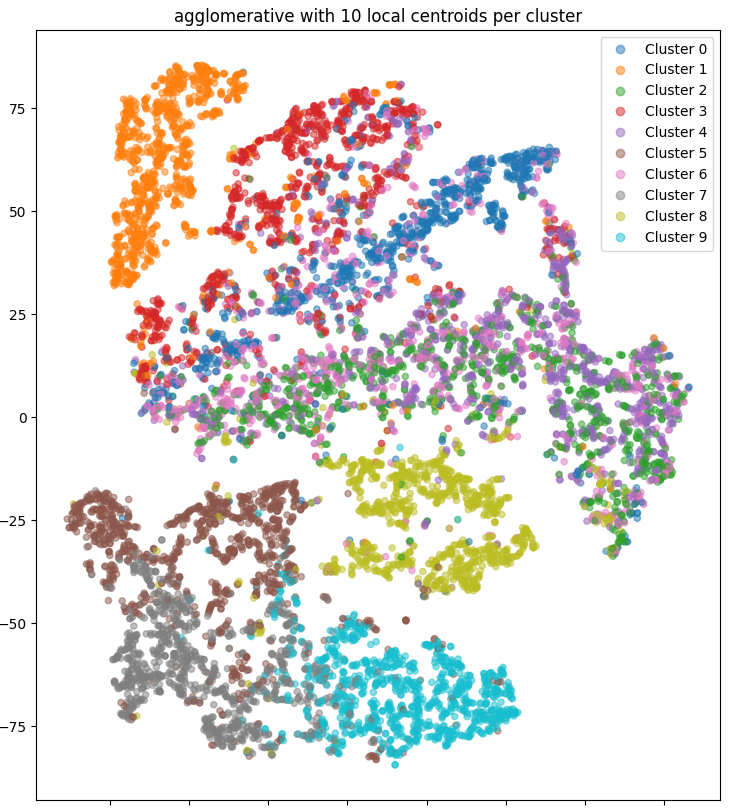 agglomerative with 10 local centroids per cluster
Cluster 0
Cluster 1
Cluster 2
Cluster 3
Cluster 4
Cluster 5
Cluster 6
Cluster 7
Cluster 8
Cluster 9
75
50
25
0
−25
−50
−75